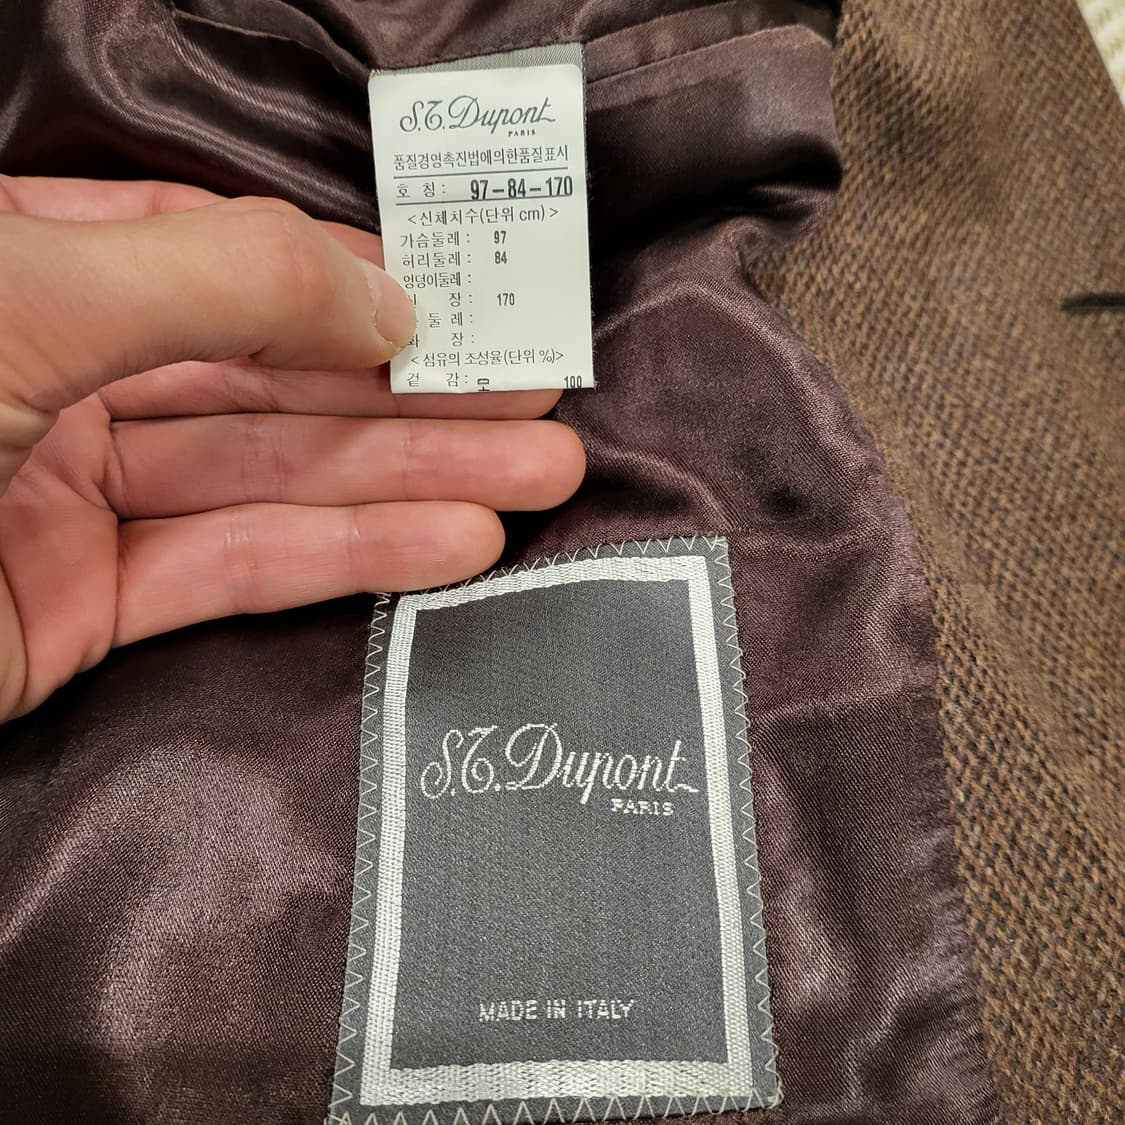 S.T. Dupont
PARIS
품질경영촉진법에의한품질표시
호 칭 : 97-84-170
<신체치수(단위 cm)>
가슴둘레 : 97
허리둘레 : 84
엉덩이둘레 :
장 : 170
둘 레 :
장 :
<섬유의 조성율(단위 %)>
겉 감 : 모 100
S.T. Dupont
PARIS
MADE IN ITALY